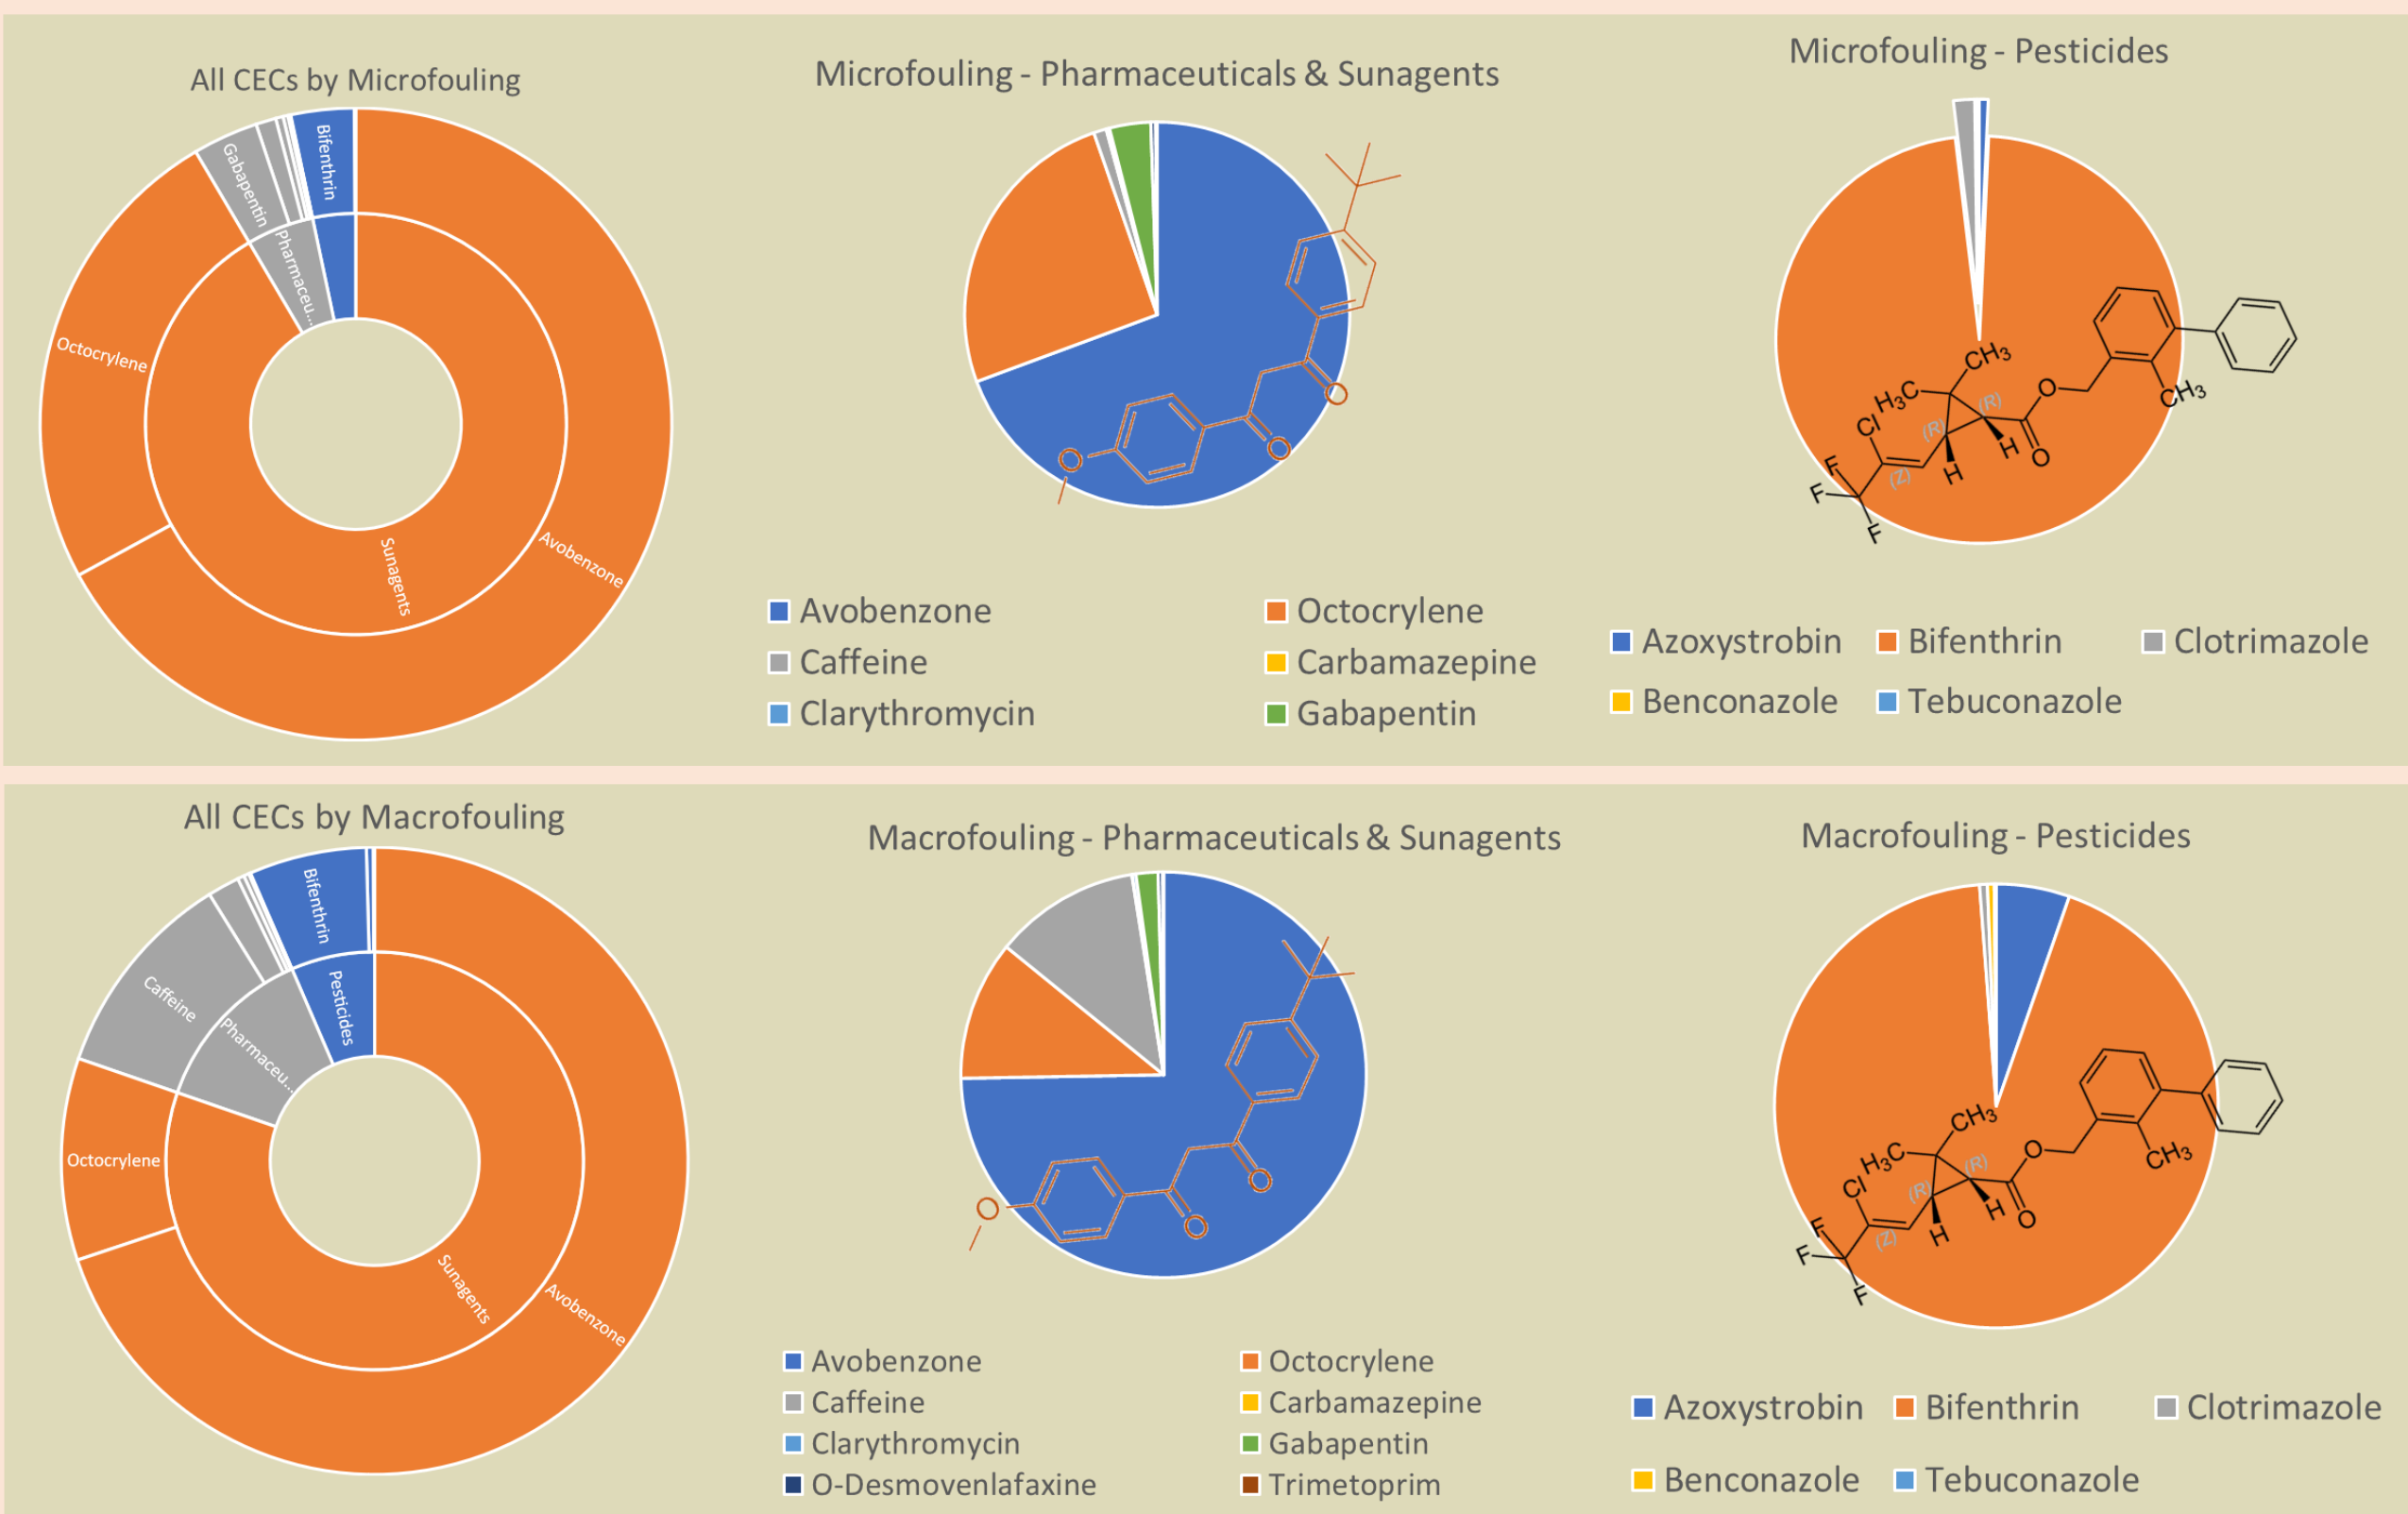 All CECs by Microfouling
Bifenthrin
Gabapentin
Pharmaceu...
Octocrylene
Sunagents
Avobenzone
Microfouling - Pharmaceuticals & Sunagents
O
O
O
Avobenzone
Octocrylene
Caffeine
Carbamazepine
Clarythromycin
Gabapentin
Microfouling - Pesticides
CH3
H3C
Cl
(R)
(R)
O
CH3
H
O
F
F
(Z)
H
F
Azoxystrobin
Bifenthrin
Clotrimazole
Benconazole
Tebuconazole
All CECs by Macrofouling
Bifenthrin
Caffeine
Pesticides
Pharmaceu...
Octocrylene
Sunagents
Avobenzone
Macrofouling - Pharmaceuticals & Sunagents
O
O
O
Avobenzone
Octocrylene
Caffeine
Carbamazepine
Clarythromycin
Gabapentin
O-Desmovenlafaxine
Trimetoprim
Macrofouling - Pesticides
CH3
H3C
Cl
(R)
(R)
O
CH3
H
O
F
F
(Z)
H
F
Azoxystrobin
Bifenthrin
Clotrimazole
Benconazole
Tebuconazole